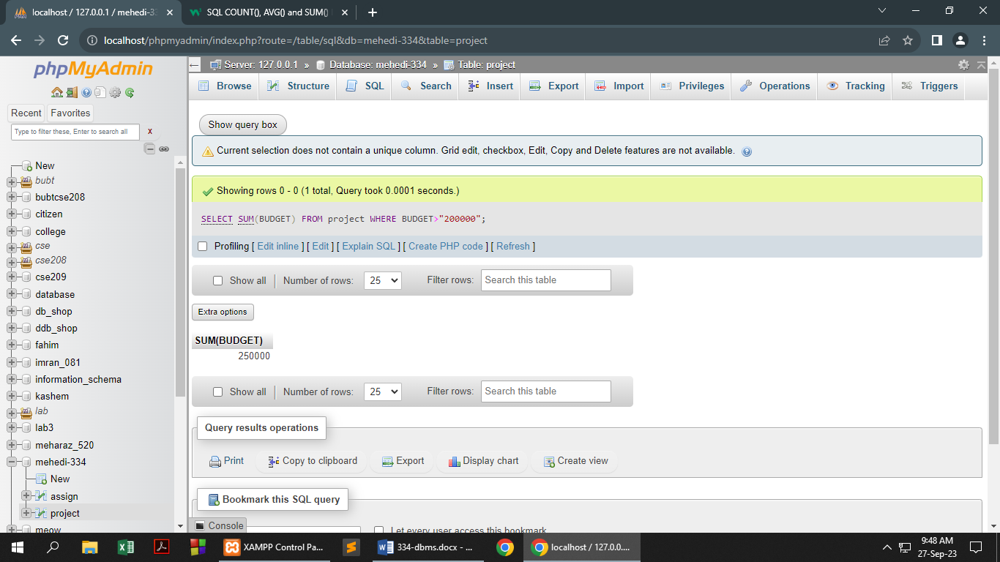 localhost / 127.0.0.1 / mehedi-33
SQL COUNT(), AVG() and SUM()
localhost/phpmyadmin/index.php?route=/table/sql&db=mehedi-334&table=project
phpMyAdmin
Recent
Favorites
Type to filter these, Enter to search all
X
New
bubt
bubtcse208
citizen
college
cse
cse208
cse209
database
db_shop
ddb_shop
fahim
imran_081
information_schema
kashem
lab
lab3
meharaz_520
mehedi-334
New
assign
project
meow
Server: 127.0.0.1 » Database: mehedi-334 » Table: project
Browse Structure SQL Search Insert Export Import Privileges Operations Tracking Triggers
Show query box
Current selection does not contain a unique column. Grid edit, checkbox, Edit, Copy and Delete features are not available.
Showing rows 0 - 0 (1 total, Query took 0.0001 seconds.)
SELECT SUM(BUDGET) FROM project WHERE BUDGET>"200000";
Profiling [ Edit inline ] [ Edit ] [ Explain SQL ] [ Create PHP code ] [ Refresh ]
Show all Number of rows: 25 Filter rows: Search this table
Extra options
SUM(BUDGET)
250000
Show all Number of rows: 25 Filter rows: Search this table
Query results operations
Print Copy to clipboard Export Display chart Create view
Bookmark this SQL query
Console
Let every user access this bookmark
XAMPP Control Pa...
334-dbms.docx - ...
localhost / 127.0.0....
9:48 AM
27-Sep-23